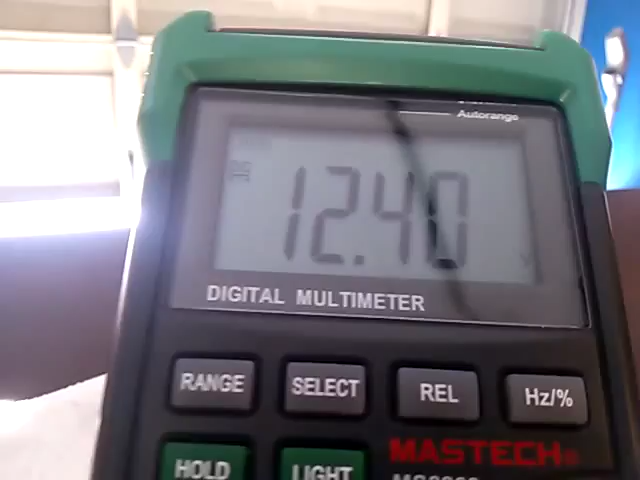 Autorange
12.40
DIGITAL MULTIMETER
RANGE SELECT REL Hz/%
MASTECH®
HOLD LIGHT